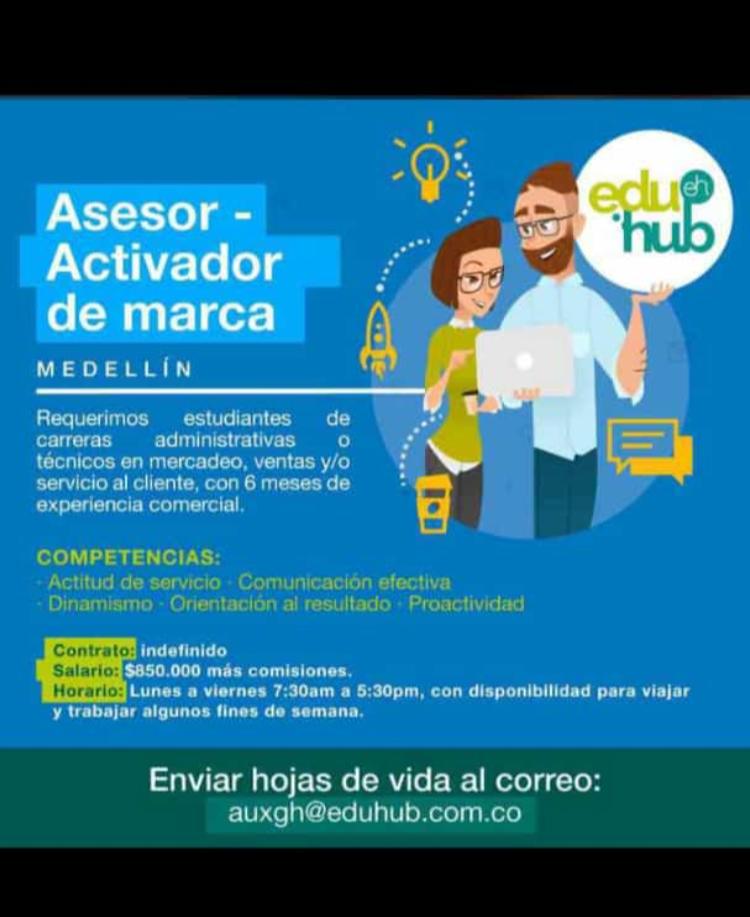 Asesor -
Activador
de marca
MEDELLÍN
edu eh
hub
Requerimos estudiantes de
carreras administrativas o
técnicos en mercadeo, ventas y/o
servicio al cliente, con 6 meses de
experiencia comercial.
COMPETENCIAS:
· Actitud de servicio · Comunicación efectiva
· Dinamismo · Orientación al resultado · Proactividad
Contrato: indefinido
Salario: $850.000 más comisiones.
Horario: Lunes a viernes 7:30am a 5:30pm, con disponibilidad para viajar
y trabajar algunos fines de semana.
Enviar hojas de vida al correo:
auxgh@eduhub.com.co